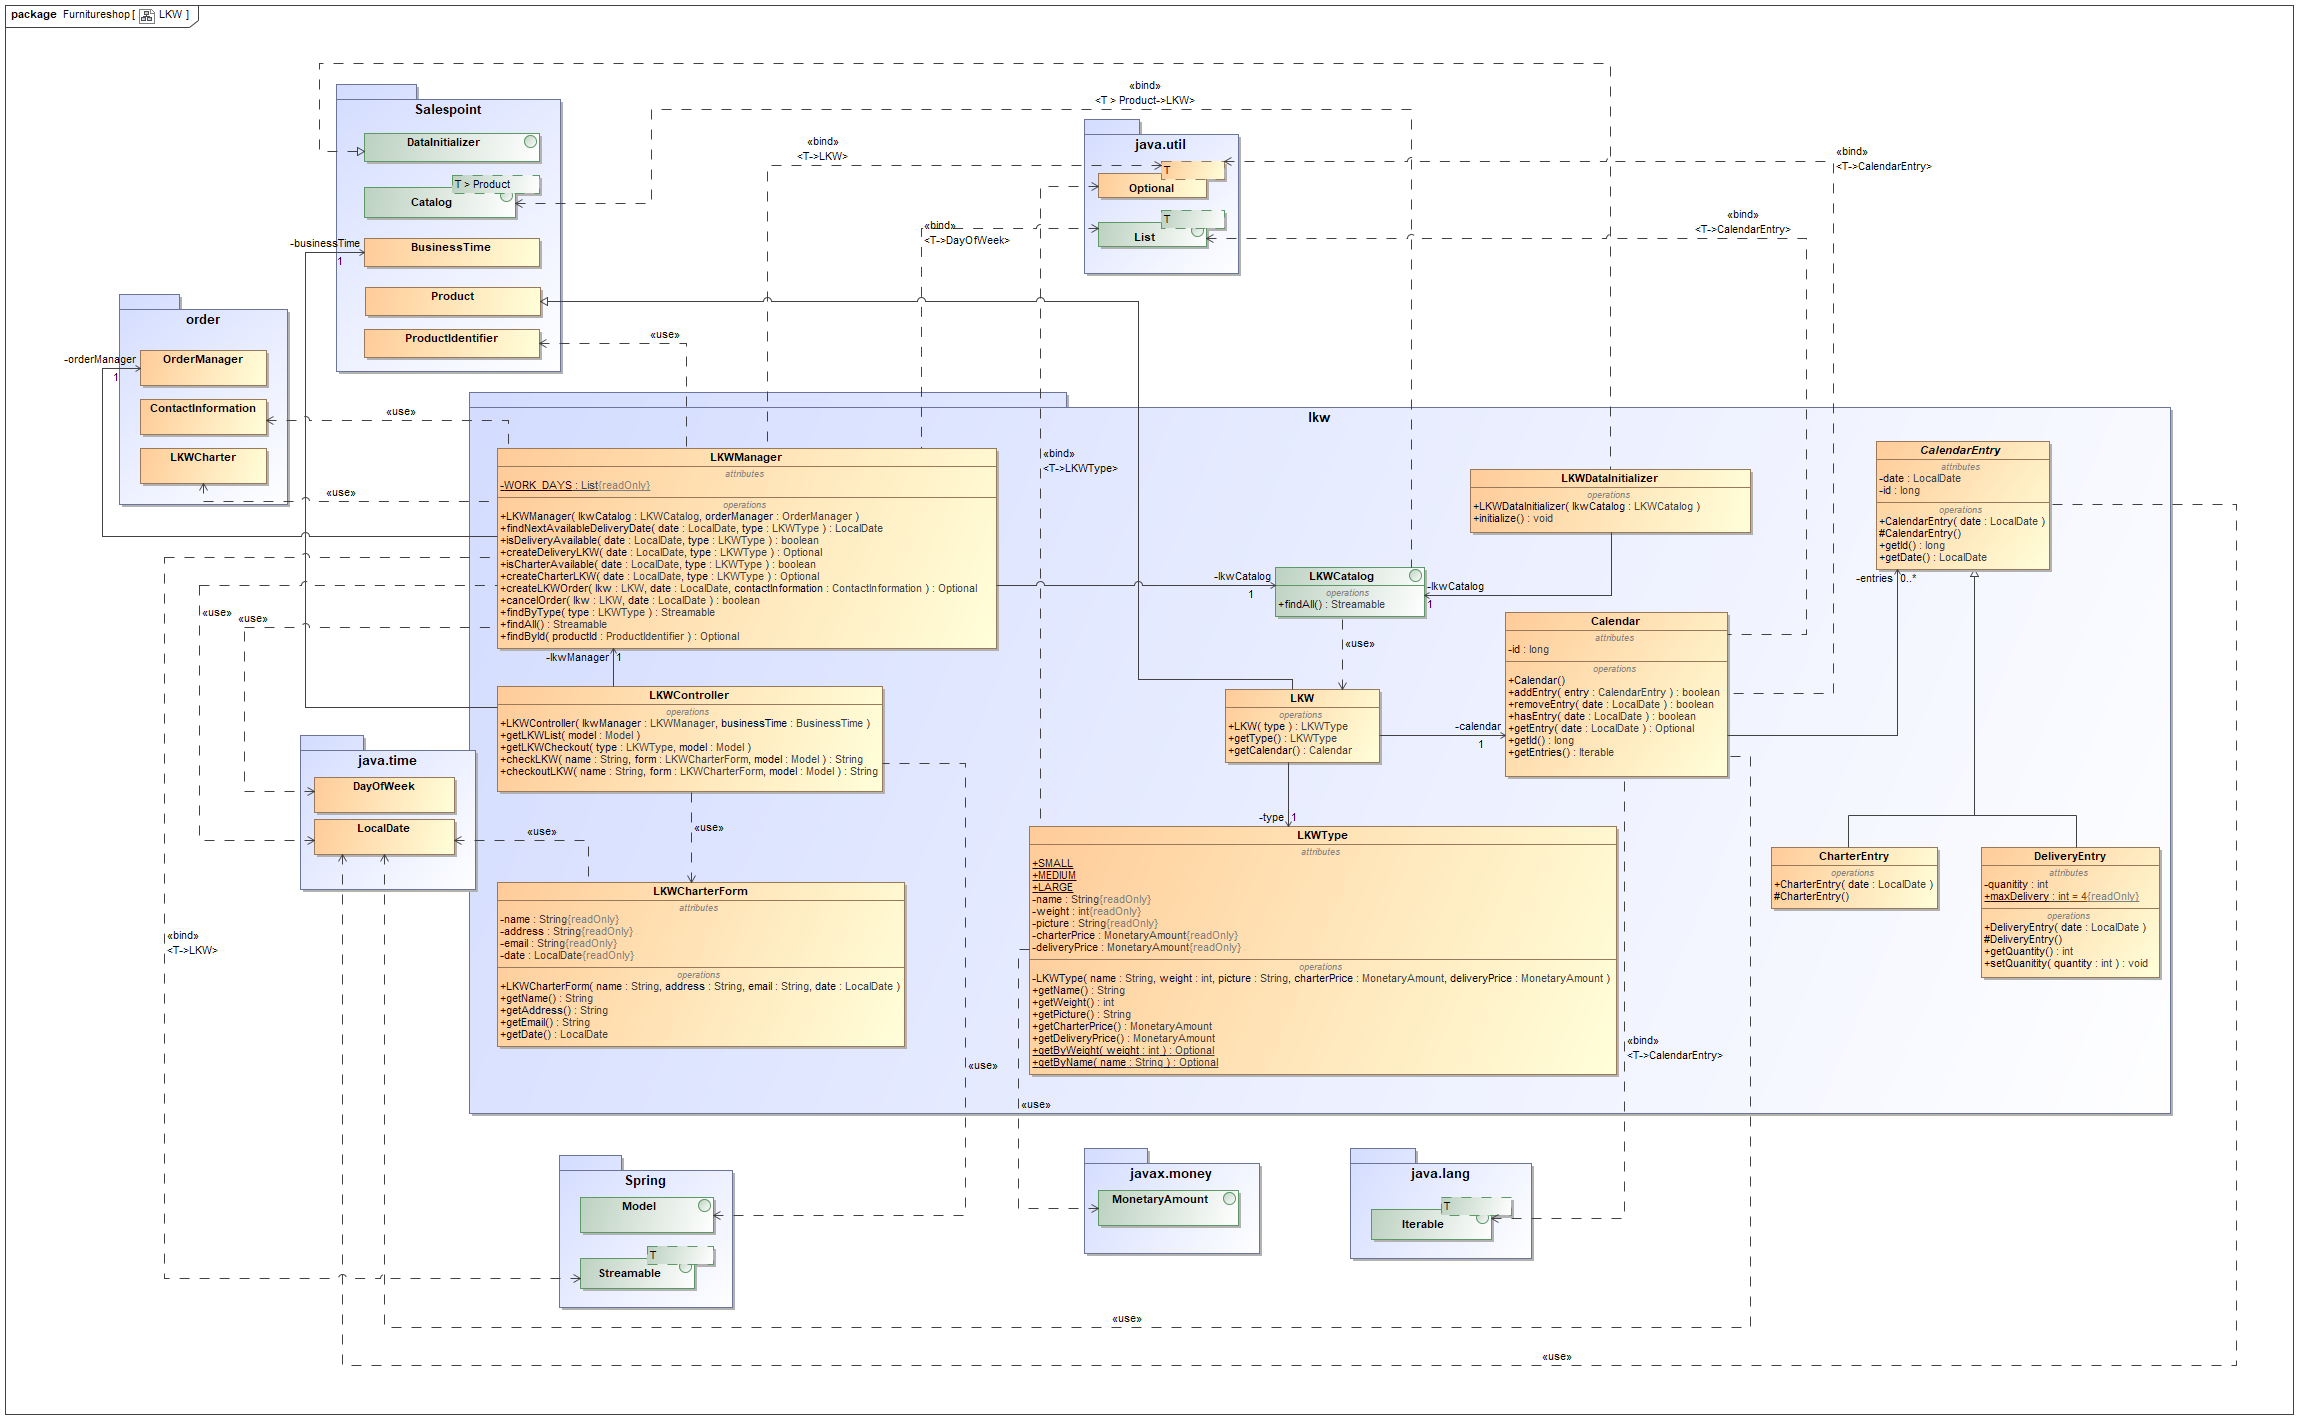 package Furnitureshop [ LKW ]
«bind»
<T > Product->LKW>
Salespoint
DataInitializer
T > Product
Catalog
BusinessTime
Product
ProductIdentifier
-businessTime
1
«bind»
<T->LKW>
java.util
T
Optional
T
List
«bind»
<T->CalendarEntry>
«bind»
<T->CalendarEntry>
«bind»
<T->DayOfWeek>
order
OrderManager
ContactInformation
LKWCharter
-orderManager
1
«use»
«use»
«use»
lkw
LKWManager
attributes
-WORK_DAYS : List{readOnly}
operations
+LKWManager( lkwCatalog : LKWCatalog, orderManager : OrderManager )
+findNextAvailableDeliveryDate( date : LocalDate, type : LKWType ) : LocalDate
+isDeliveryAvailable( date : LocalDate, type : LKWType ) : boolean
+createDeliveryLKW( date : LocalDate, type : LKWType ) : Optional
+isCharterAvailable( date : LocalDate, type : LKWType ) : boolean
+createCharterLKW( date : LocalDate, type : LKWType ) : Optional
+createLKWOrder( lkw : LKW, date : LocalDate, contactInformation : ContactInformation ) : Optional
+cancelOrder( lkw : LKW, date : LocalDate ) : boolean
+findByType( type : LKWType ) : Streamable
+findAll() : Streamable
+findById( productId : ProductIdentifier ) : Optional
«bind»
<T->LKWType>
LKWDataInitializer
operations
+LKWDataInitializer( lkwCatalog : LKWCatalog )
+initialize() : void
CalendarEntry
attributes
-date : LocalDate
-id : long
operations
+CalendarEntry( date : LocalDate )
#CalendarEntry()
+getId() : long
+getDate() : LocalDate
-entries
0..*
-lkwCatalog
1
LKWCatalog
operations
+findAll() : Streamable
-lkwCatalog
1
«use»
«use»
«use»
-lkwManager
1
Calendar
attributes
-id : long
operations
+Calendar()
+addEntry( entry : CalendarEntry ) : boolean
+removeEntry( date : LocalDate ) : boolean
+hasEntry( date : LocalDate ) : boolean
+getEntry( date : LocalDate ) : Optional
+getId() : long
+getEntries() : Iterable
LKWController
operations
+LKWController( lkwManager : LKWManager, businessTime : BusinessTime )
+getLKWList( model : Model )
+getLKWCheckout( type : LKWType, model : Model )
+checkLKW( name : String, form : LKWCharterForm, model : Model ) : String
+checkoutLKW( name : String, form : LKWCharterForm, model : Model ) : String
LKW
operations
+LKW( type ) : LKWType
+getType() : LKWType
+getCalendar() : Calendar
-calendar
1
-type
1
java.time
DayOfWeek
LocalDate
«use»
«use»
LKWCharterForm
attributes
-name : String{readOnly}
-address : String{readOnly}
-email : String{readOnly}
-date : LocalDate{readOnly}
operations
+LKWCharterForm( name : String, address : String, email : String, date : LocalDate )
+getName() : String
+getAddress() : String
+getEmail() : String
+getDate() : LocalDate
LKWType
attributes
+SMALL
+MEDIUM
+LARGE
-name : String{readOnly}
-weight : int{readOnly}
-picture : String{readOnly}
-charterPrice : MonetaryAmount{readOnly}
-deliveryPrice : MonetaryAmount{readOnly}
operations
-LKWType( name : String, weight : int, picture : String, charterPrice : MonetaryAmount, deliveryPrice : MonetaryAmount )
+getName() : String
+getWeight() : int
+getPicture() : String
+getCharterPrice() : MonetaryAmount
+getDeliveryPrice() : MonetaryAmount
+getByWeight( weight : int ) : Optional
+getByName( name : String ) : Optional
CharterEntry
operations
+CharterEntry( date : LocalDate )
#CharterEntry()
DeliveryEntry
attributes
-quanitity : int
+maxDelivery : int = 4{readOnly}
operations
+DeliveryEntry( date : LocalDate )
#DeliveryEntry()
+getQuantity() : int
+setQuanitity( quantity : int ) : void
«bind»
<T->LKW>
«bind»
<T->CalendarEntry>
«use»
«use»
Spring
Model
T
Streamable
javax.money
MonetaryAmount
java.lang
T
Iterable
«use»
«use»